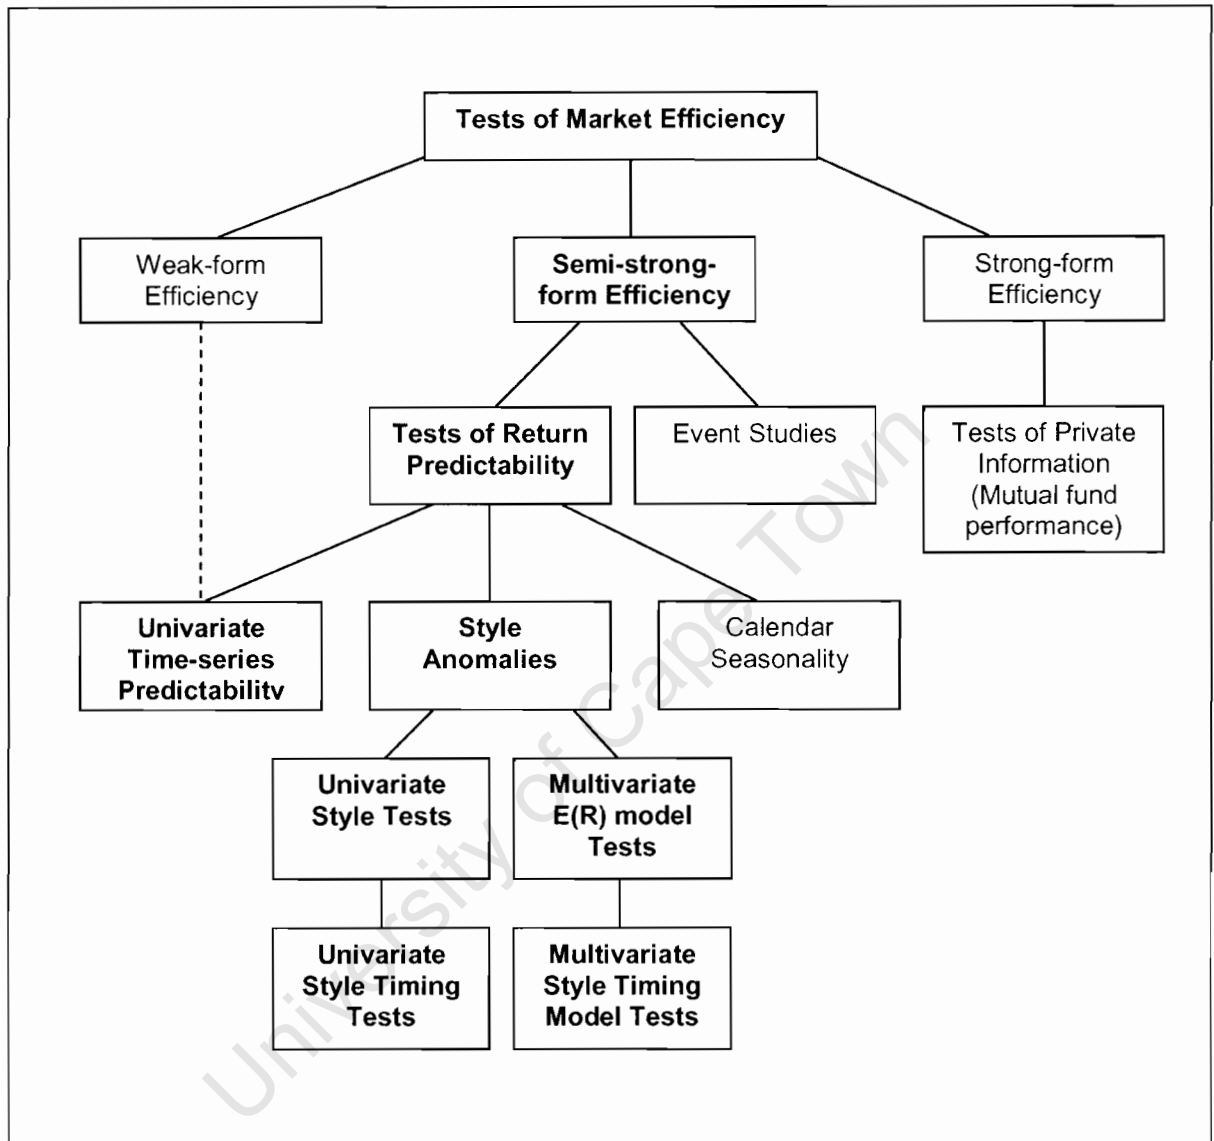 Tests of Market Efficiency
Weak-form
Efficiency
Semi-strong-
form Efficiency
Strong-form
Efficiency
Tests of Return
Predictability
Event Studies
Tests of Private
Information
(Mutual fund
performance)
Univariate
Time-series
Predictability
Style
Anomalies
Calendar
Seasonality
Univariate
Style Tests
Multivariate
E(R) model
Tests
Univariate
Style Timing
Tests
Multivariate
Style Timing
Model Tests
University of Cape Town